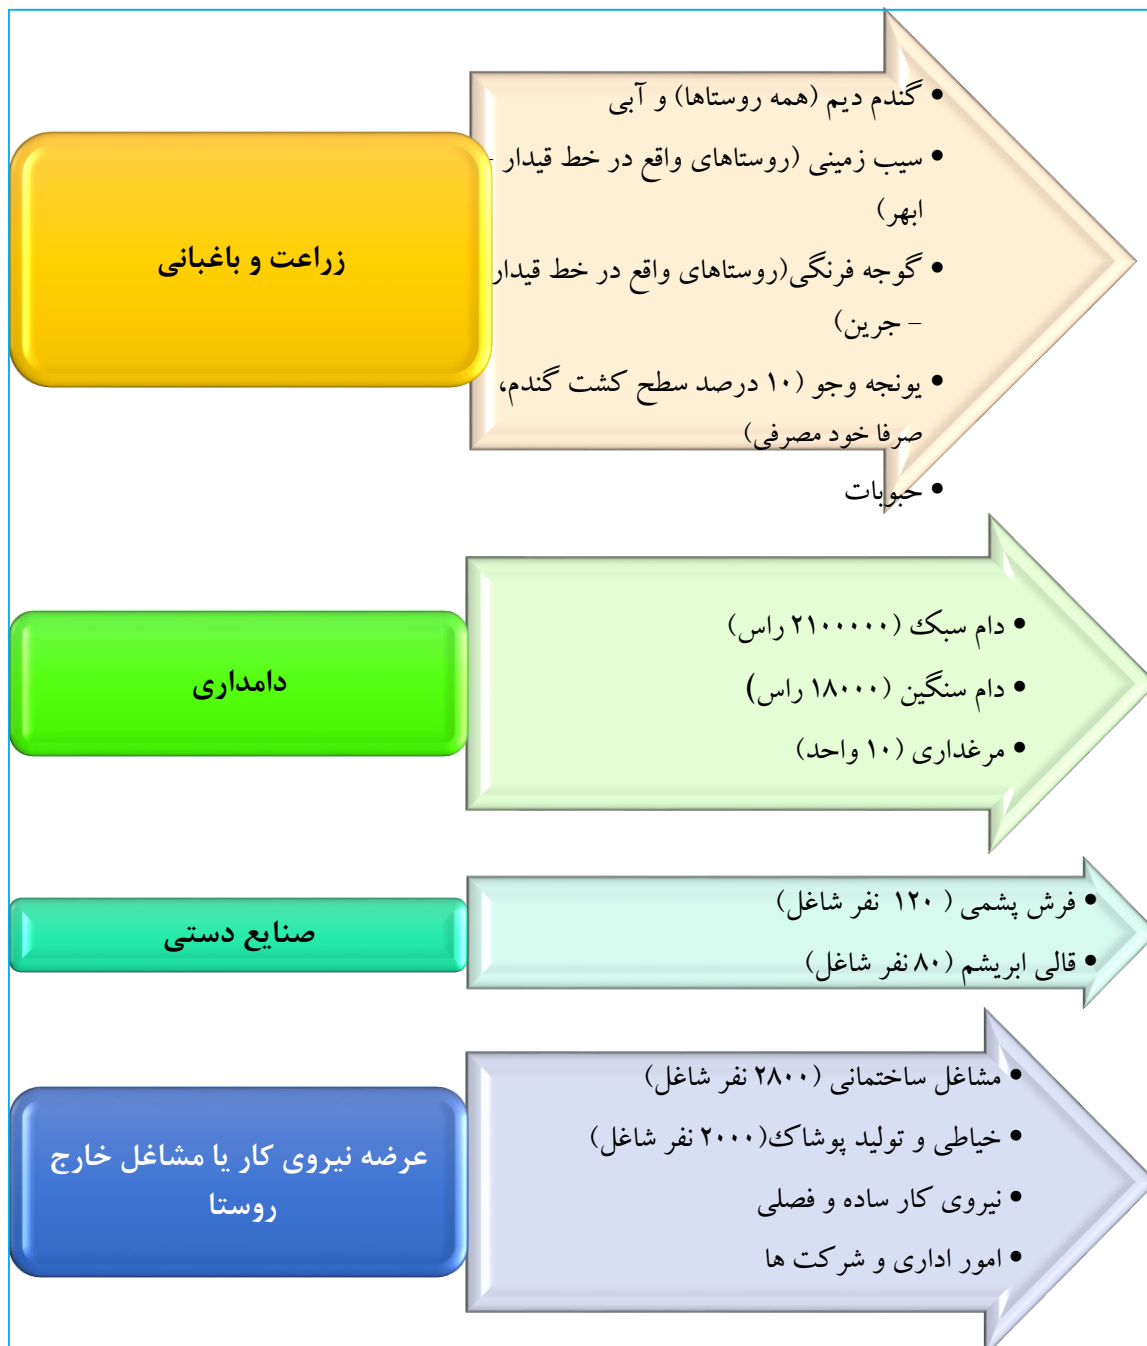 زراعت و باغبانی
• گندم دیم (همه روستاها) و آبی
• سیب زمینی (روستاهای واقع در خط قیدار -
ابهر)
• گوجه فرنگی(روستاهای واقع در خط قیدار
– جرین)
• یونجه وجو (۱۰ درصد سطح کشت گندم،
صرفا خود مصرفی)
• حبوبات
دامداری
• دام سبک (۲۱۰۰۰۰۰ راس)
• دام سنگین (۱۸۰۰۰ راس)
• مرغداری (۱۰ واحد)
صنایع دستی
• فرش پشمی ( ۱۲۰ نفر شاغل)
• قالی ابریشم (۸۰ نفر شاغل)
عرضه نیروی کار یا مشاغل خارج
روستا
• مشاغل ساختمانی (۲۸۰۰ نفر شاغل)
• خیاطی و تولید پوشاک(۲۰۰۰ نفر شاغل)
• نیروی کار ساده و فصلی
• امور اداری و شرکت ها